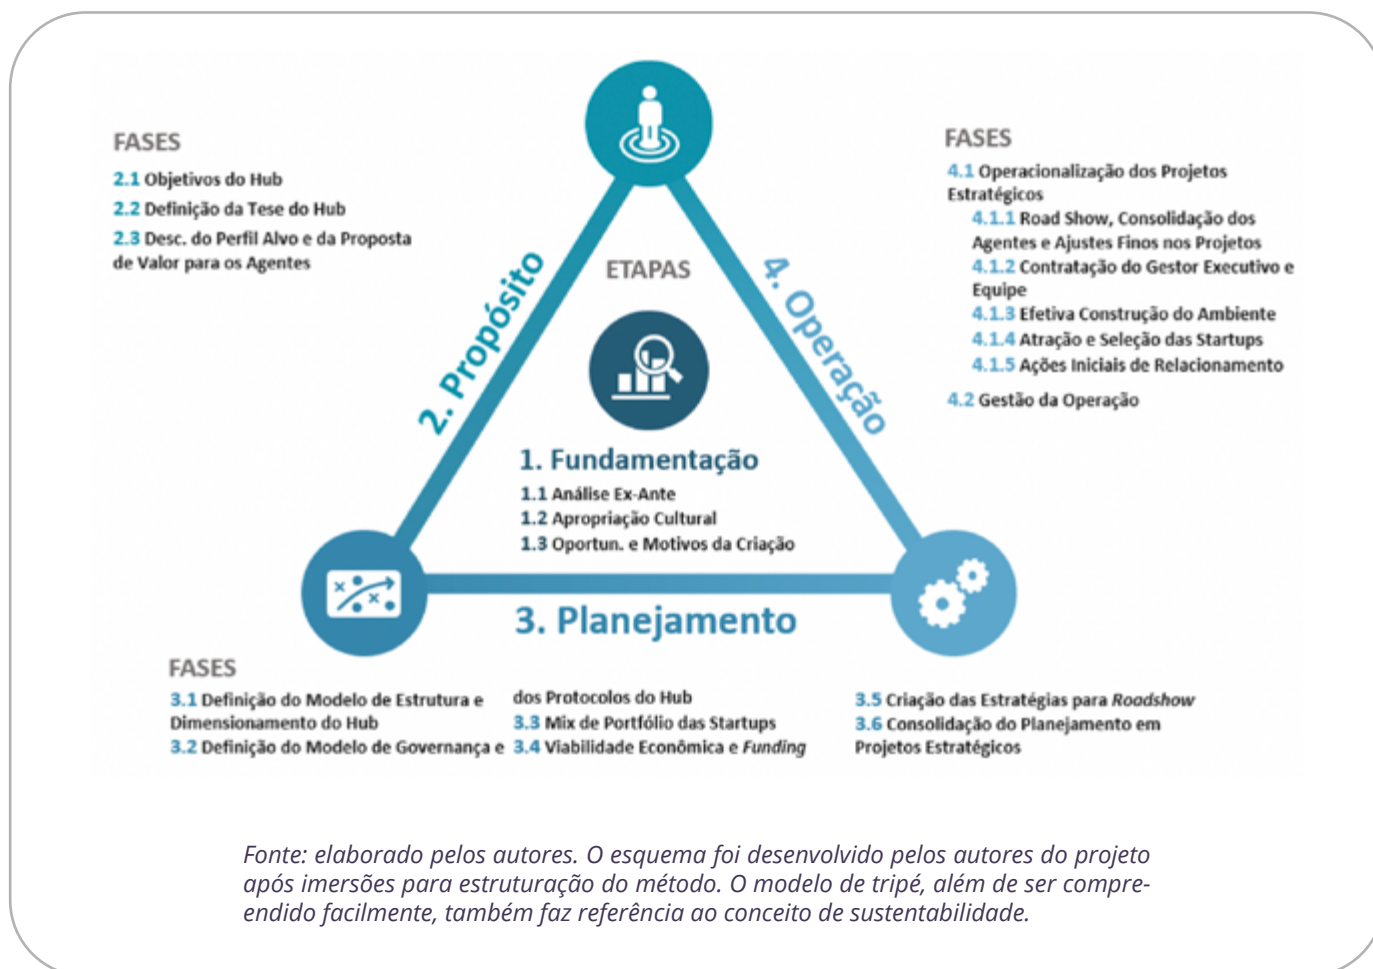 FASES
2.1 Objetivos do Hub
2.2 Definição da Tese do Hub
2.3 Desc. do Perfil Alvo e da Proposta
de Valor para os Agentes
2. Propósito
ETAPAS
1. Fundamentação
1.1 Análise Ex-Ante
1.2 Apropriação Cultural
1.3 Oportun. e Motivos da Criação
4. Operação
FASES
4.1 Operacionalização dos Projetos
Estratégicos
4.1.1 Road Show, Consolidação dos
Agentes e Ajustes Finos nos Projetos
4.1.2 Contratação do Gestor Executivo e
Equipe
4.1.3 Efetiva Construção do Ambiente
4.1.4 Atração e Seleção das Startups
4.1.5 Ações Iniciais de Relacionamento
4.2 Gestão da Operação
3. Planejamento
FASES
3.1 Definição do Modelo de Estrutura e
Dimensionamento do Hub
3.2 Definição do Modelo de Governança e
dos Protocolos do Hub
3.3 Mix de Portfólio das Startups
3.4 Viabilidade Econômica e Funding
3.5 Criação das Estratégias para Roadshow
3.6 Consolidação do Planejamento em
Projetos Estratégicos
Fonte: elaborado pelos autores. O esquema foi desenvolvido pelos autores do projeto
após imersões para estruturação do método. O modelo de tripé, além de ser compre-
endido facilmente, também faz referência ao conceito de sustentabilidade.